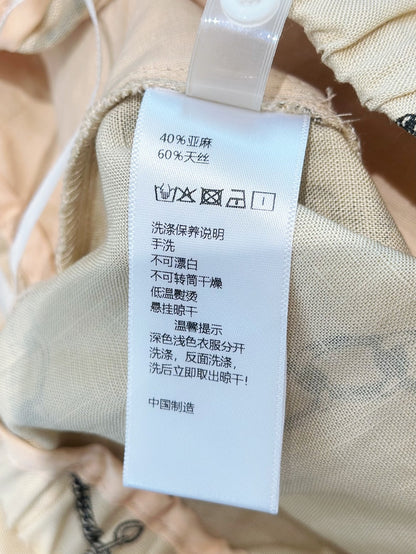 40%亚麻
60%天丝
洗涤保养说明
手洗
不可漂白
不可转筒干燥
低温熨烫
悬挂晾干
温馨提示
深色浅色衣服分开
洗涤，反面洗涤，
洗后立即取出晾干！
中国制造